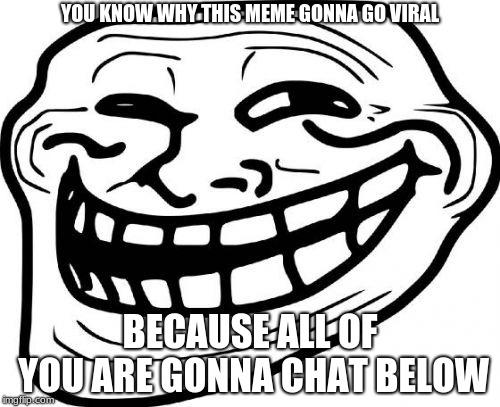 YOU KNOW WHY THIS MEME GONNA GO VIRAL
BECAUSE ALL OF
YOU ARE GONNA CHAT BELOW
imgflip.com